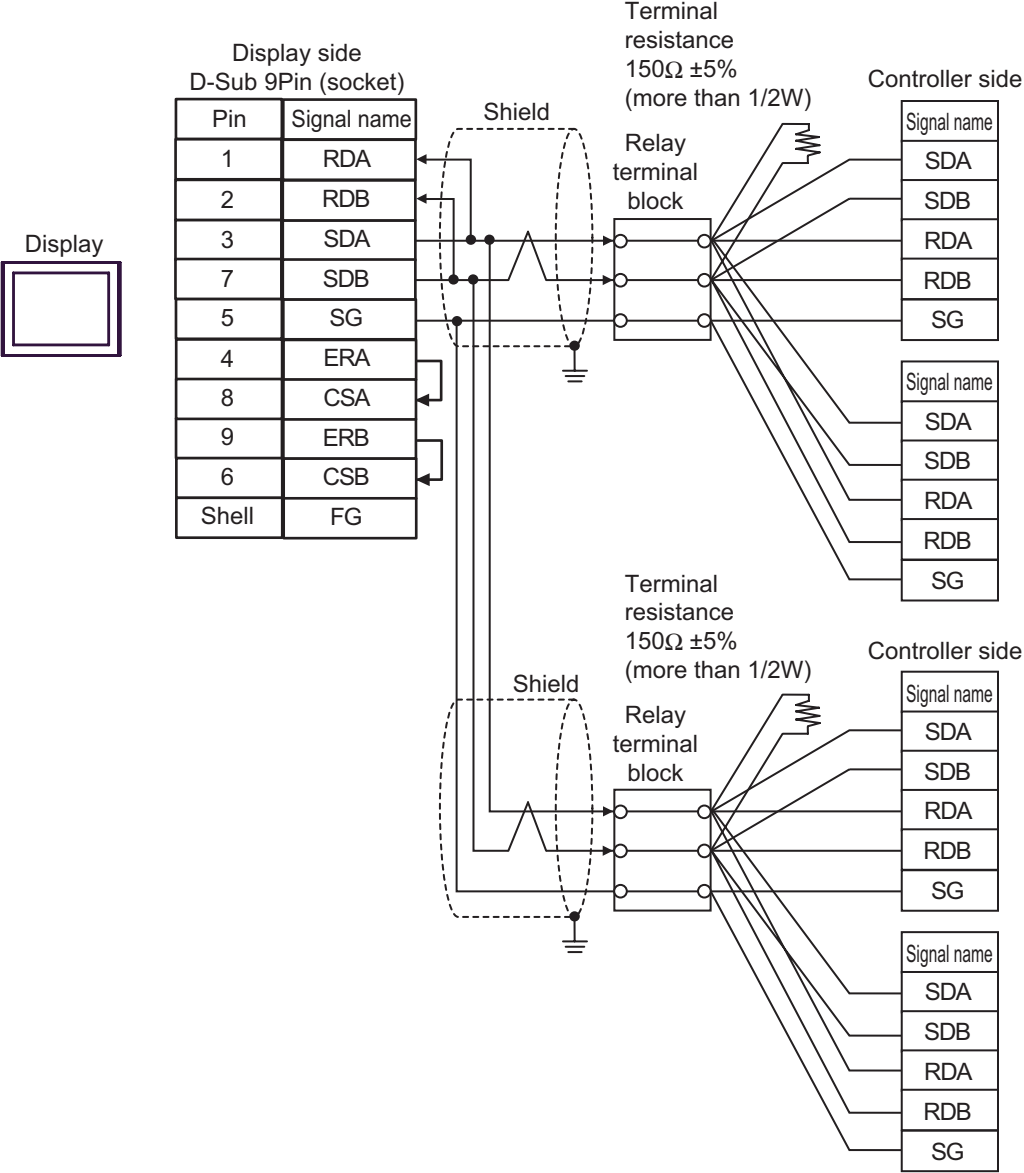 Display
Display side
D-Sub 9Pin (socket)
Pin Signal name
1 RDA
2 RDB
3 SDA
7 SDB
5 SG
4 ERA
8 CSA
9 ERB
6 CSB
Shell FG
Shield
Terminal
resistance
150Ω ±5%
(more than 1/2W)
Relay
terminal
block
Controller side
Signal name
SDA
SDB
RDA
RDB
SG
Signal name
SDA
SDB
RDA
RDB
SG
Shield
Terminal
resistance
150Ω ±5%
(more than 1/2W)
Relay
terminal
block
Controller side
Signal name
SDA
SDB
RDA
RDB
SG
Signal name
SDA
SDB
RDA
RDB
SG